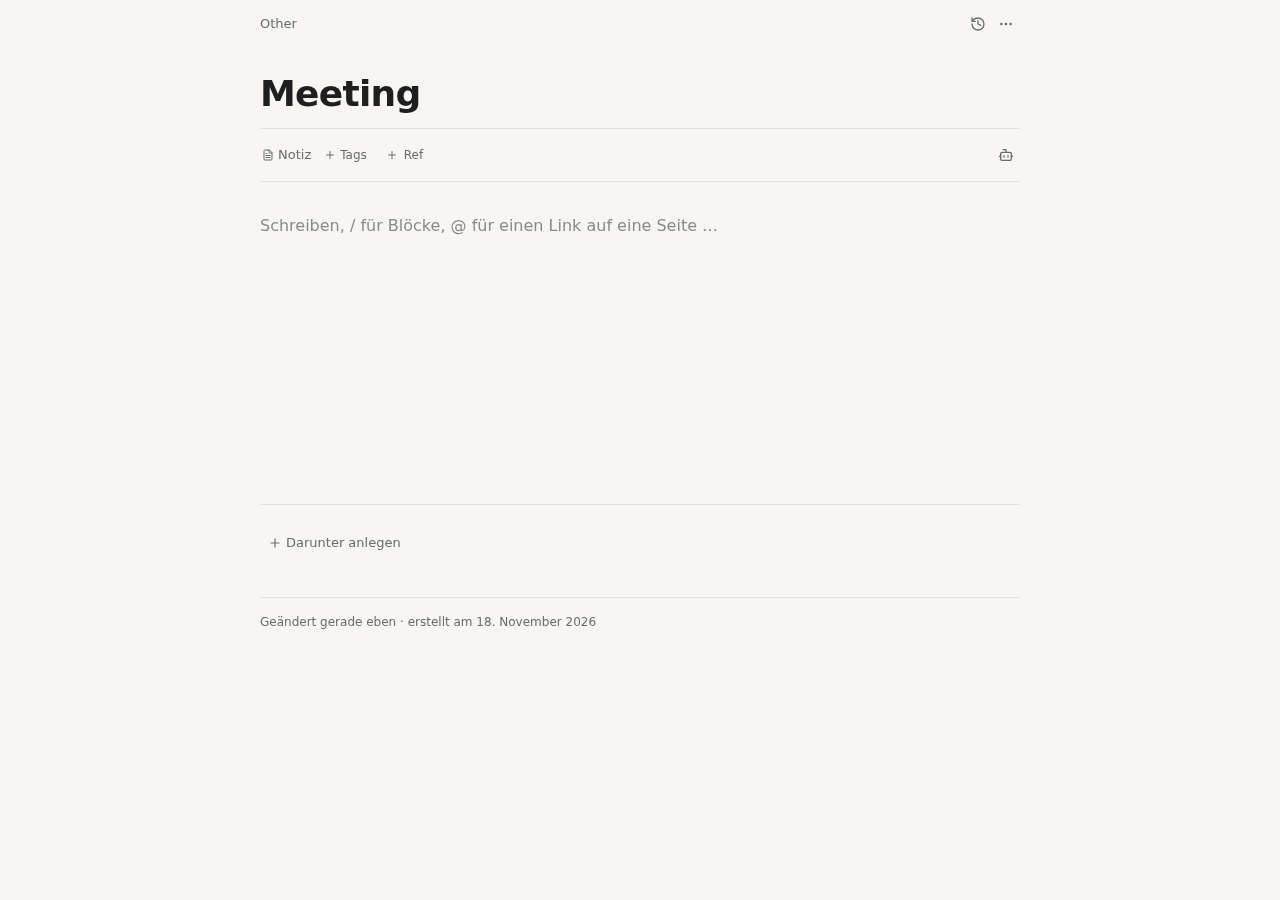 Other
Meeting
Notiz + Tags + Ref
Schreiben, / für Blöcke, @ für einen Link auf eine Seite …
+ Darunter anlegen
Geändert gerade eben · erstellt am 18. November 2026